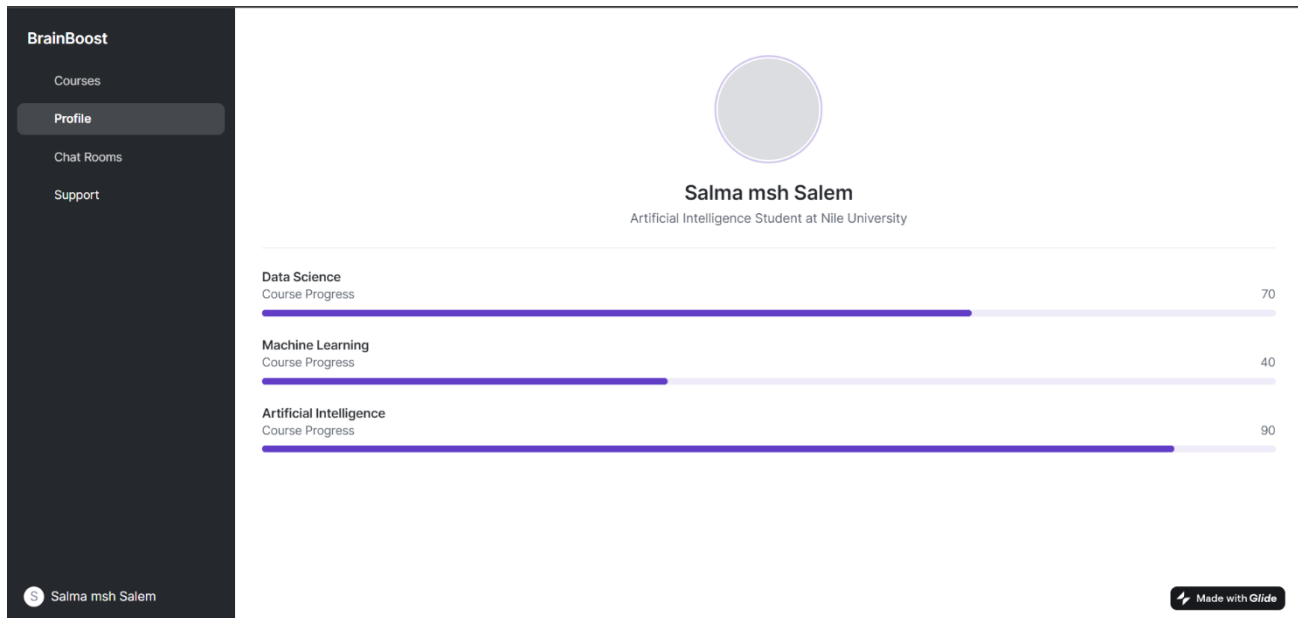 BrainBoost
Courses
Profile
Chat Rooms
Support
Salma msh Salem
Artificial Intelligence Student at Nile University
Data Science
Course Progress 70
Machine Learning
Course Progress 40
Artificial Intelligence
Course Progress 90
S Salma msh Salem
Made with Glide